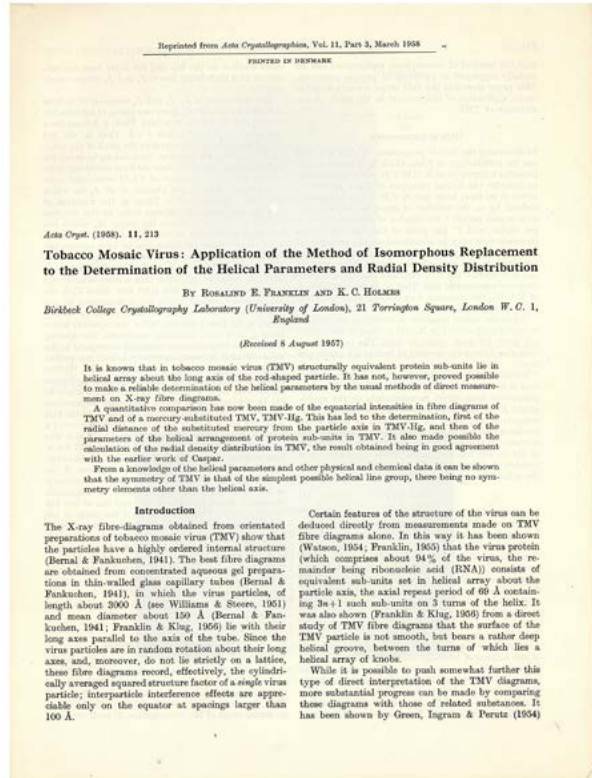 Reprinted from Acta Crystallographica, Vol. 11, Part 3, March 1958
PRINTED IN DENMARK
Acta Cryst. (1958). 11, 213
Tobacco Mosaic Virus: Application of the Method of Isomorphous Replacement
to the Determination of the Helical Parameters and Radial Density Distribution
BY ROSALIND E. FRANKLIN AND K. C. HOLMES
Birkbeck College Crystallography Laboratory (University of London), 21 Torrington Square, London W. C. 1,
England
(Received 8 August 1957)
It is known that in tobacco mosaic virus (TMV) structurally equivalent protein sub-units lie in
helical array about the long axis of the rod-shaped particle. It has not, however, proved possible
to make a reliable determination of the helical parameters by the usual methods of direct measure-
ment on X-ray fibre diagrams.
A quantitative comparison has now been made of the equatorial intensities in fibre diagrams of
TMV and of a mercury-substituted TMV, TMV-Hg. This has led to the determination, first of the
radial distance of the substituted mercury from the particle axis in TMV-Hg, and then of the
parameters of the helical arrangement of protein sub-units in TMV. It also made possible the
calculation of the radial density distribution in TMV, the result obtained being in good agreement
with the earlier work of Caspar.
From a knowledge of the helical parameters and other physical and chemical data it can be shown
that the symmetry of TMV is that of the simplest possible helical line group, there being no sym-
metry elements other than the helical axis.
Introduction
The X-ray fibre-diagrams obtained from orientated
preparations of tobacco mosaic virus (TMV) show that
the particles have a highly ordered internal structure
(Bernal & Fankuchen, 1941). The best fibre diagrams
are obtained from concentrated aqueous gel prepara-
tions in thin-walled glass capillary tubes (Bernal &
Fankuchen, 1941), in which the virus particles, of
length about 3000 Å (see Williams & Steere, 1951)
and mean diameter about 150 Å (Bernal & Fan-
kuchen, 1941; Franklin & Klug, 1956) lie with their
long axes parallel to the axis of the tube. Since the
virus particles are in random rotation about their long
axes, and, moreover, do not lie strictly on a lattice,
these fibre diagrams record, effectively, the cylindri-
cally averaged squared structure factor of a single virus
particle; interparticle interference effects are appre-
ciable only on the equator at spacings larger than
100 Å.
Certain features of the structure of the virus can be
deduced directly from measurements made on TMV
fibre diagrams alone. In this way it has been shown
(Watson, 1954; Franklin, 1955) that the virus protein
(which comprises about 94% of the virus, the re-
mainder being ribonucleic acid (RNA)) consists of
equivalent sub-units set in helical array about the
particle axis, the axial repeat period of 69 Å contain-
ing 3n+1 such sub-units on 3 turns of the helix. It
was also shown (Franklin & Klug, 1956) from a direct
study of TMV fibre diagrams that the surface of the
TMV particle is not smooth, but bears a rather deep
helical groove, between the turns of which lies a
helical array of knobs.
While it is possible to push somewhat further this
type of direct interpretation of the TMV diagrams,
more substantial progress can be made by comparing
these diagrams with those of related substances. It
has been shown by Green, Ingram & Perutz (1954)